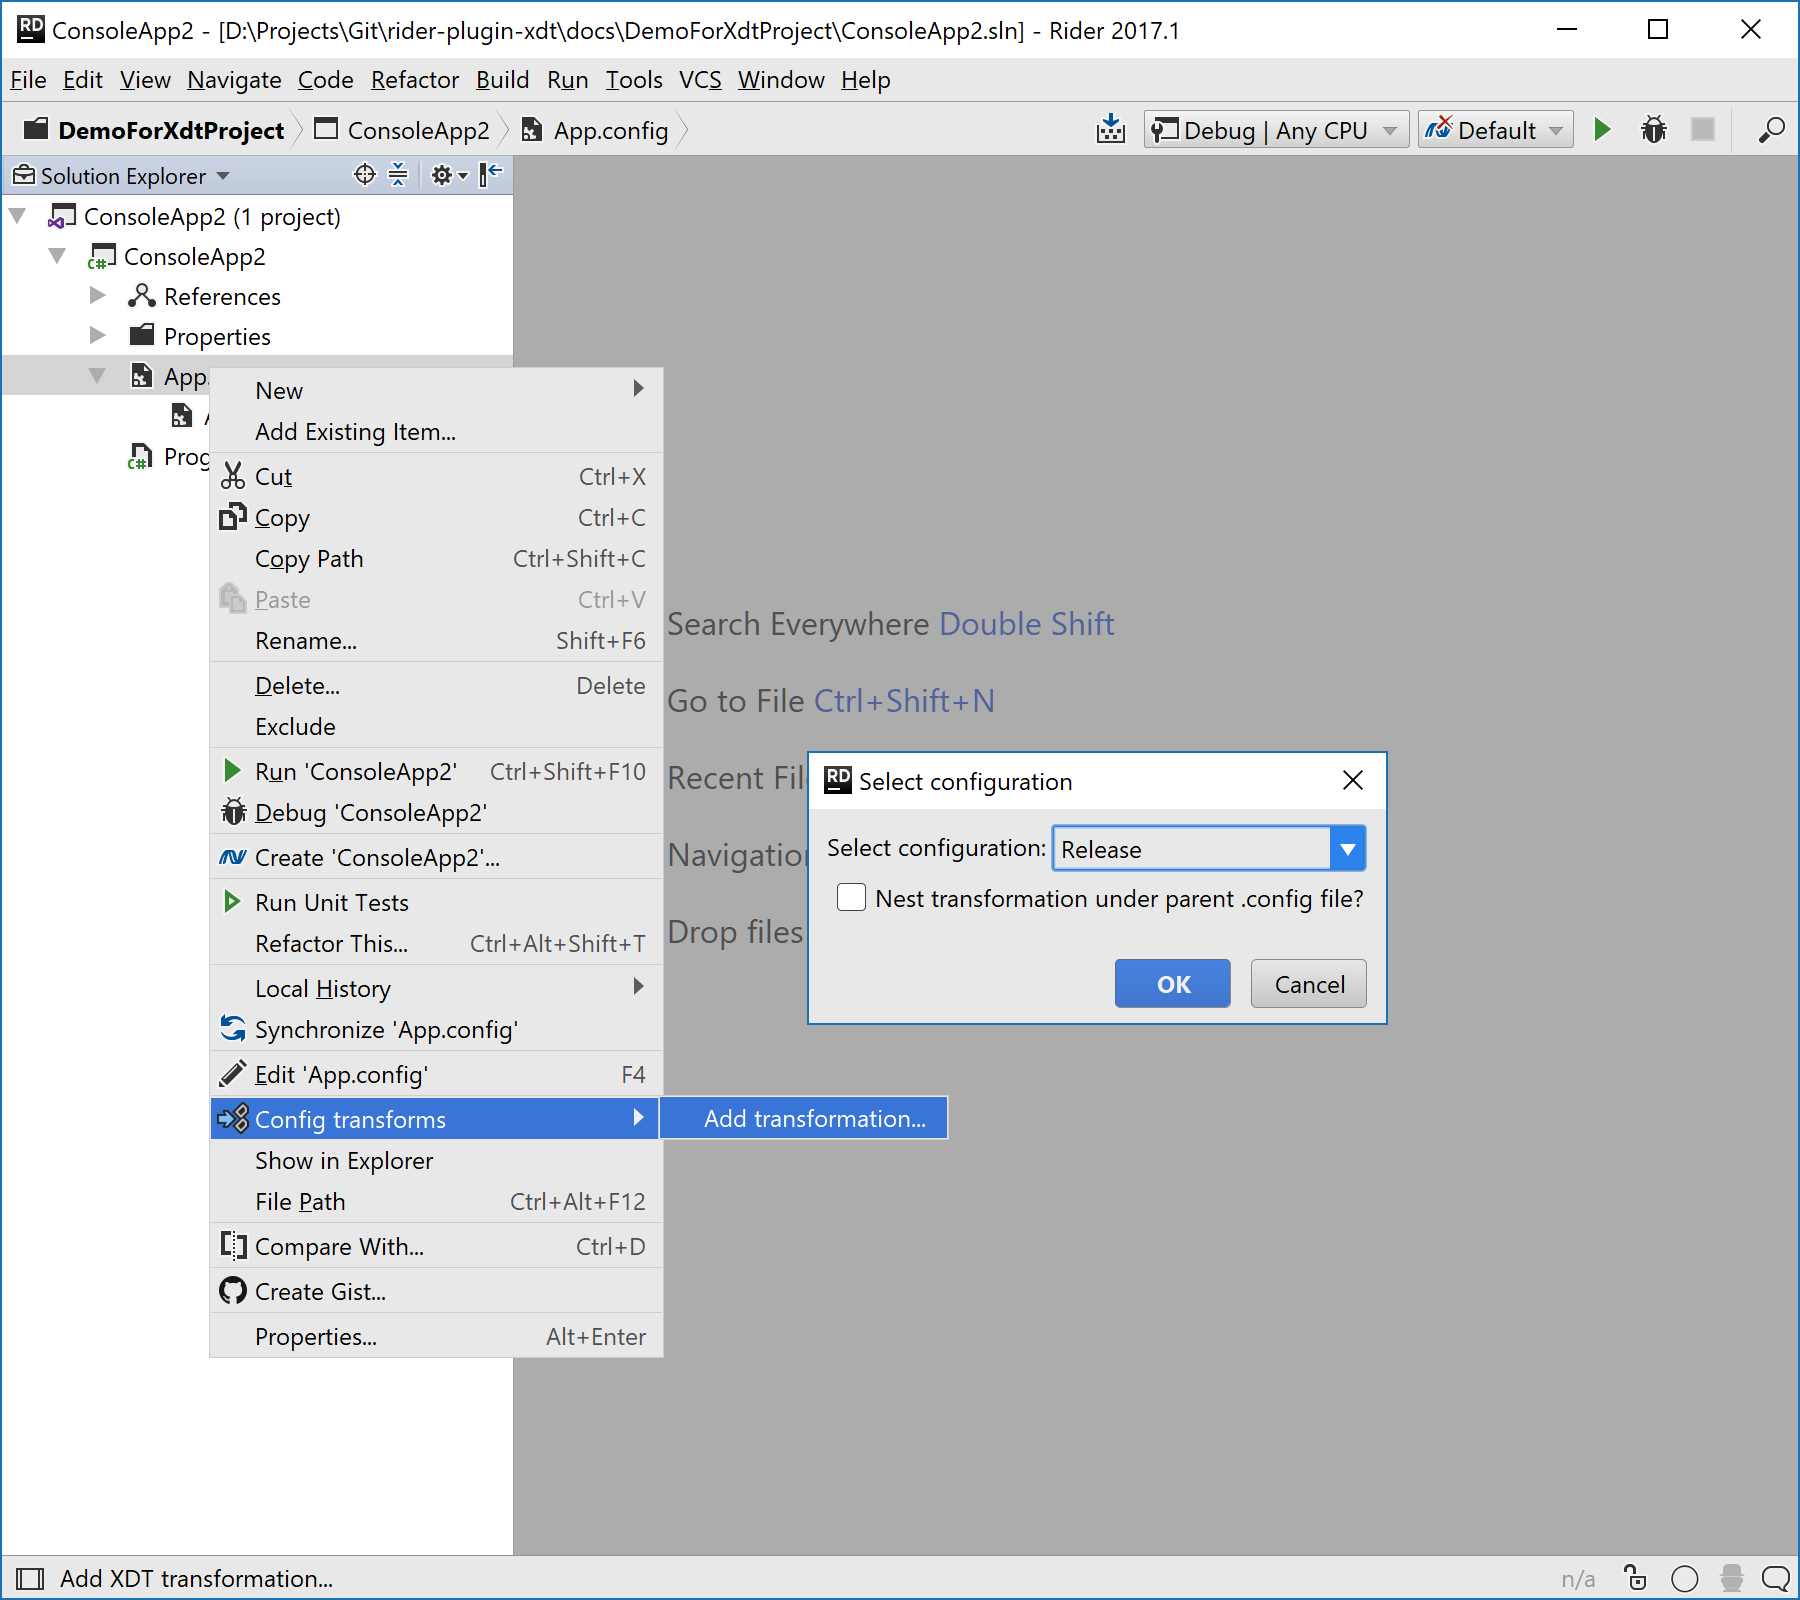 RD ConsoleApp2 - [D:\Projects\Git\rider-plugin-xdt\docs\DemoForXdtProject\ConsoleApp2.sln] - Rider 2017.1
File Edit View Navigate Code Refactor Build Run Tools VCS Window Help
DemoForXdtProject ConsoleApp2 App.config Debug | Any CPU Default
Solution Explorer
ConsoleApp2 (1 project)
C# ConsoleApp2
References
Properties
App.
C# Prog
New
Add Existing Item...
Cut Ctrl+X
Copy Ctrl+C
Copy Path Ctrl+Shift+C
Paste Ctrl+V
Rename... Shift+F6
Delete... Delete
Exclude
Run 'ConsoleApp2' Ctrl+Shift+F10
Debug 'ConsoleApp2'
Create 'ConsoleApp2'...
Run Unit Tests
Refactor This... Ctrl+Alt+Shift+T
Local History
Synchronize 'App.config'
Edit 'App.config' F4
Config transforms
Add transformation...
Show in Explorer
File Path Ctrl+Alt+F12
Compare With... Ctrl+D
Create Gist...
Properties... Alt+Enter
Search Everywhere Double Shift
Go to File Ctrl+Shift+N
Recent Fil
Navigation
Drop files
RD Select configuration
Select configuration: Release
Nest transformation under parent .config file?
OK Cancel
Add XDT transformation... n/a